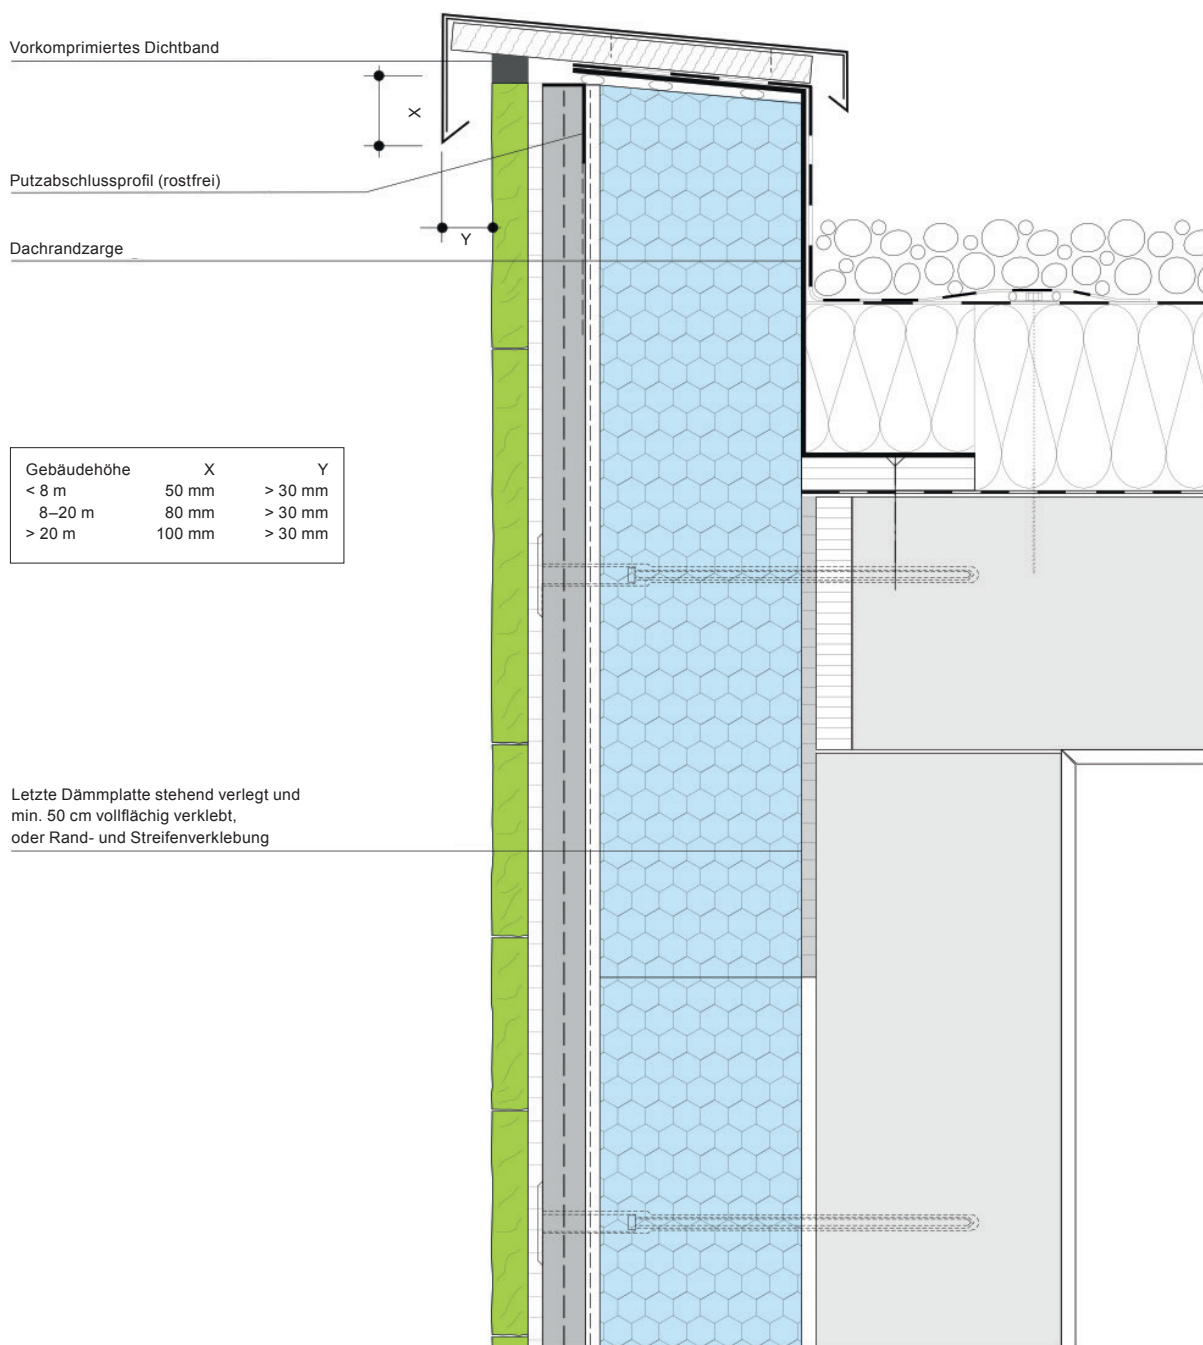 Vorkomprimiertes Dichtband
X
Putzabschlussprofil (rostfrei)
Y
Dachrandzarge
Gebäudehöhe X Y
< 8 m 50 mm > 30 mm
8–20 m 80 mm > 30 mm
> 20 m 100 mm > 30 mm
Letzte Dämmplatte stehend verlegt und
min. 50 cm vollflächig verklebt,
oder Rand- und Streifenverklebung